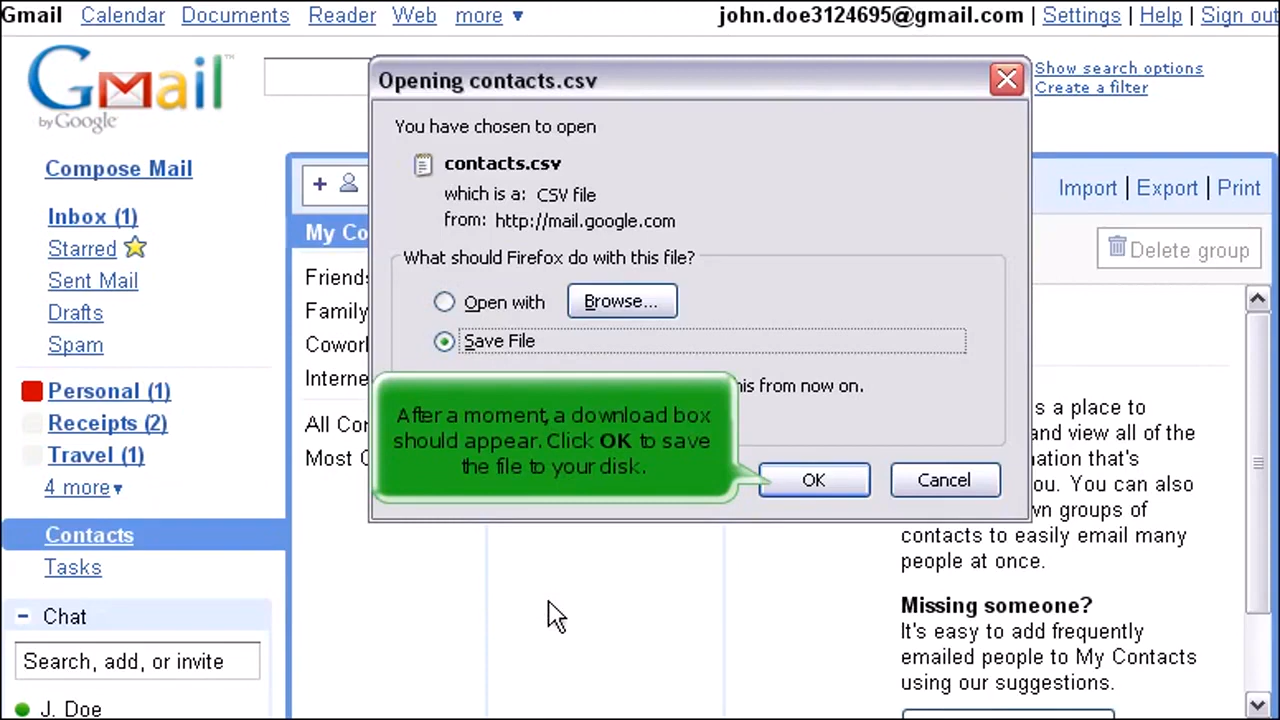 Gmail Calendar Documents Reader Web more ▼ john.doe3124695@gmail.com | Settings | Help | Sign out
Gmail™
by Google
Show search options
Create a filter
Opening contacts.csv
You have chosen to open
contacts.csv
which is a: CSV file
from: http://mail.google.com
What should Firefox do with this file?
Open with Browse...
Save File
his from now on.
After a moment, a download box
should appear. Click OK to save
the file to your disk.
OK Cancel
Compose Mail
Inbox (1)
Starred
Sent Mail
Drafts
Spam
Personal (1)
Receipts (2)
Travel (1)
4 more ▼
Contacts
Tasks
– Chat
Search, add, or invite
J. Doe
+
My Co
Friends
Family
Cowor
Interne
All Con
Most C
Import | Export | Print
Delete group
s a place to
and view all of the
ation that's
ou. You can also
wn groups of
contacts to easily email many
people at once.
Missing someone?
It's easy to add frequently
emailed people to My Contacts
using our suggestions.